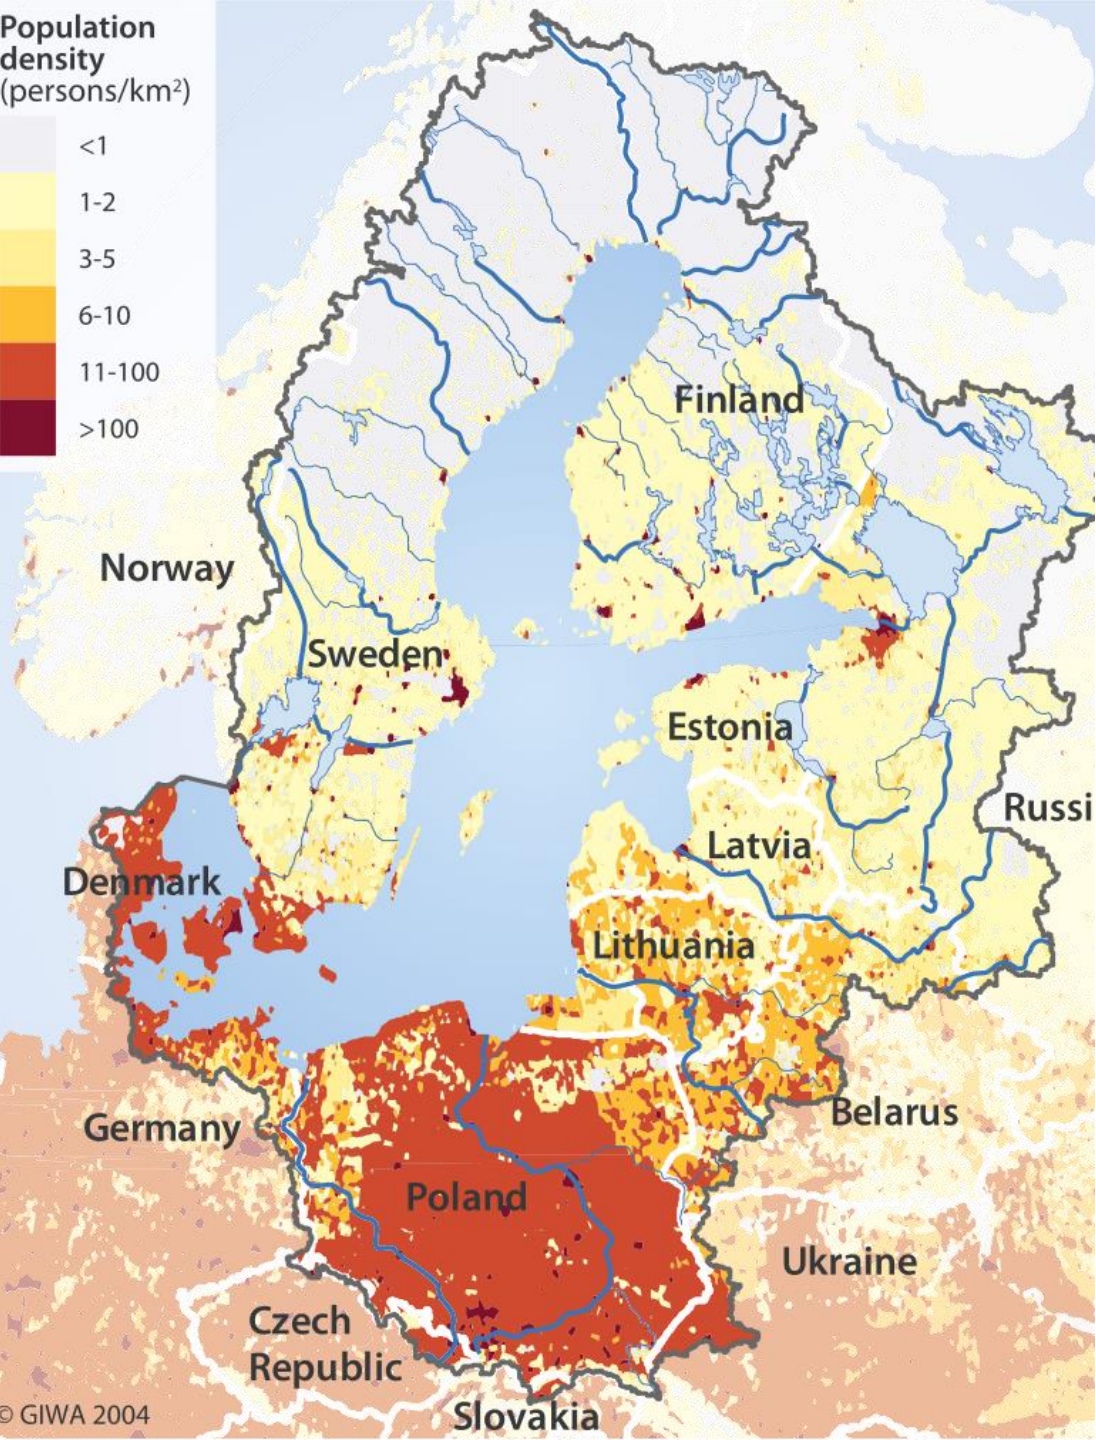 Population
density
(persons/km²)
<1
1-2
3-5
6-10
11-100
>100
Finland
Norway
Sweden
Estonia
Russi
Latvia
Denmark
Lithuania
Germany
Belarus
Poland
Ukraine
Czech
Republic
© GIWA 2004
Slovakia